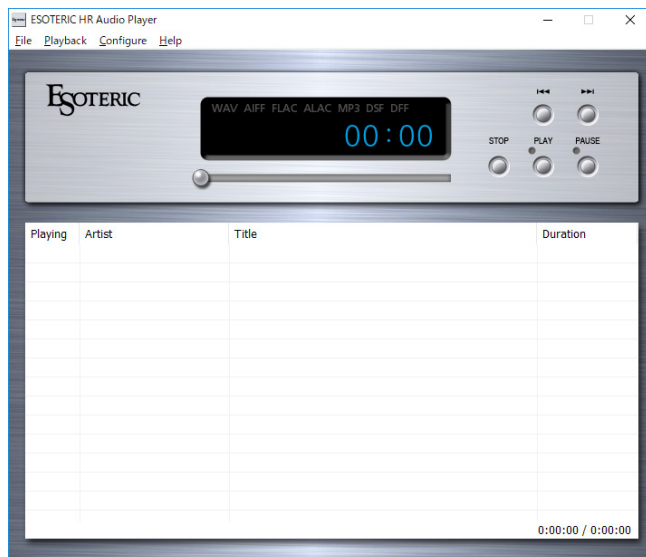 ESOTERIC HR Audio Player
File Playback Configure Help
ESOTERIC
WAV AIFF FLAC ALAC MP3 DSF DFF
00:00
STOP PLAY PAUSE
Playing Artist Title Duration
0:00:00 / 0:00:00